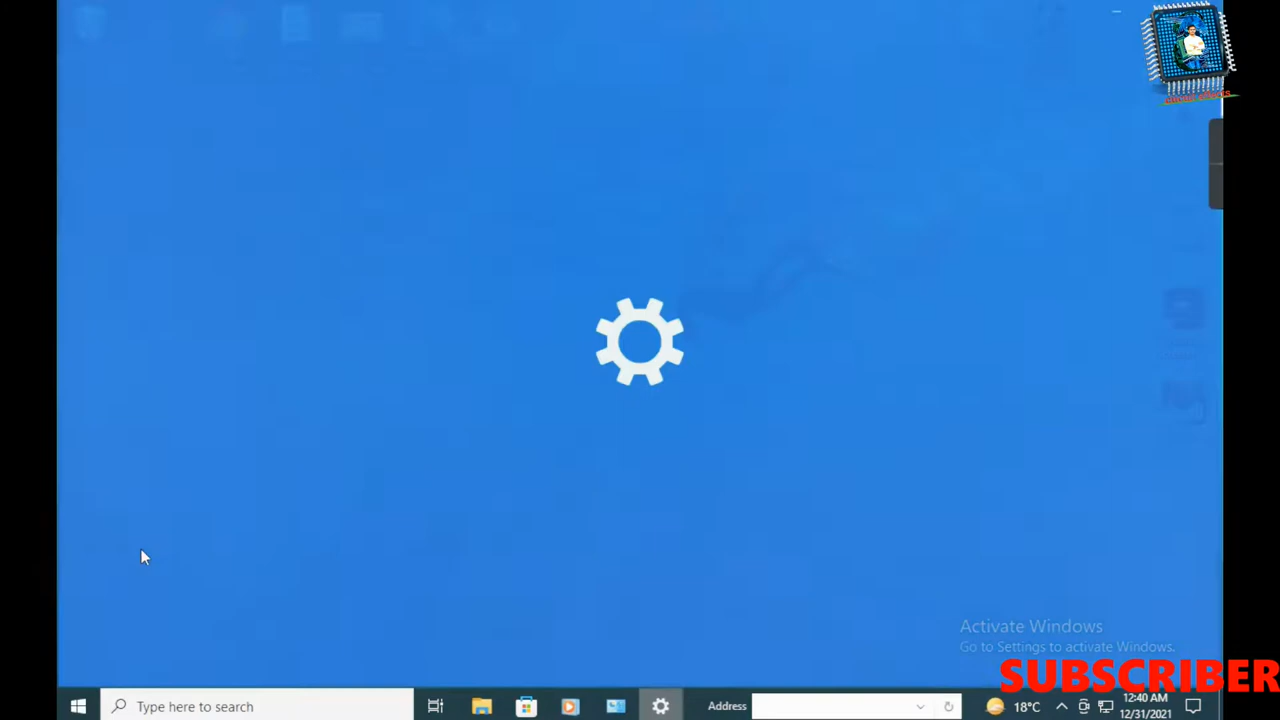 Activate Windows
Go to Settings to activate Windows.
SUBSCRIBER
Type here to search
Address
18°C
12:40 AM
12/31/2021